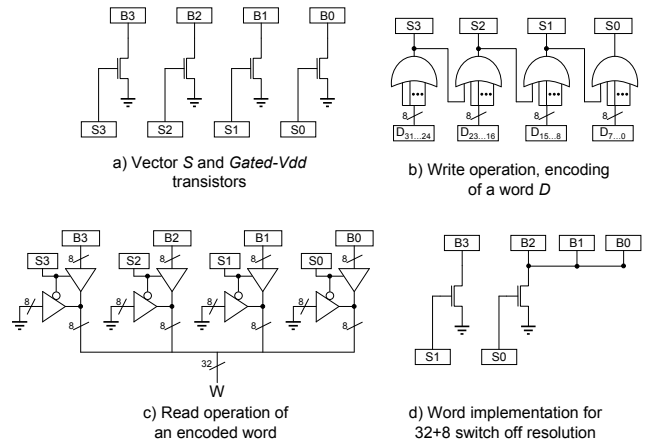 B3 B2 B1 B0
S3 S2 S1 S0
a) Vector S and Gated-Vdd
transistors
S3 S2 S1 S0
8 8 8 8
D31...24 D23...16 D15...8 D7...0
b) Write operation, encoding
of a word D
B3 B2 B1 B0
S3 8 S2 8 S1 8 S0 8
8 8 8 8
8 8 8 8
32
W
c) Read operation of
an encoded word
B3 B2 B1 B0
S1 S0
d) Word implementation for
32+8 switch off resolution